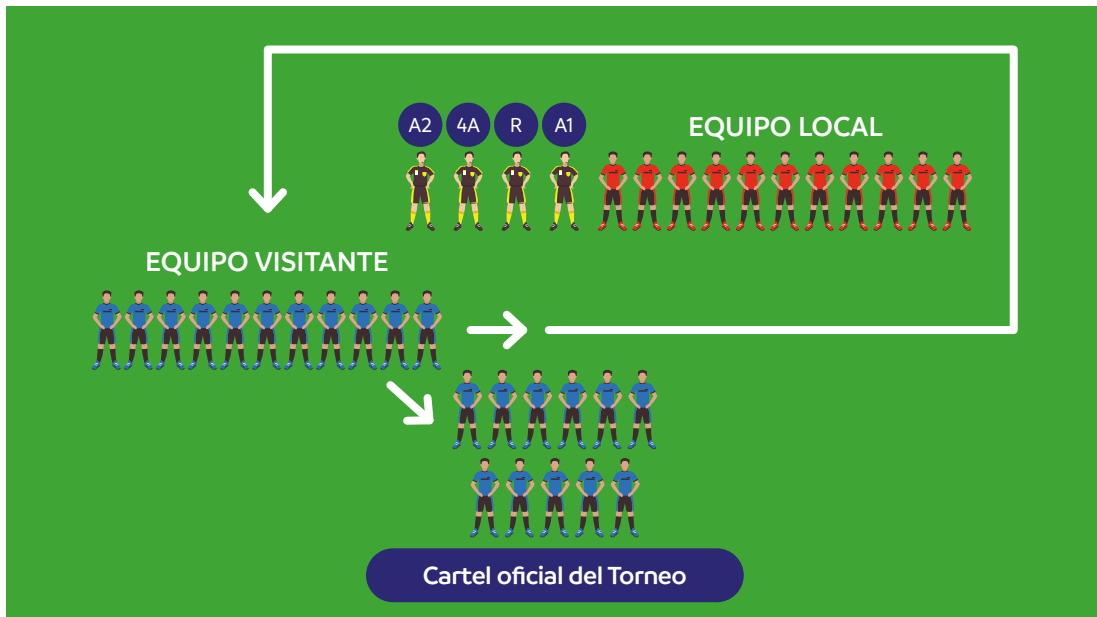 A2 4A R A1
EQUIPO LOCAL
EQUIPO VISITANTE
Cartel oficial del Torneo